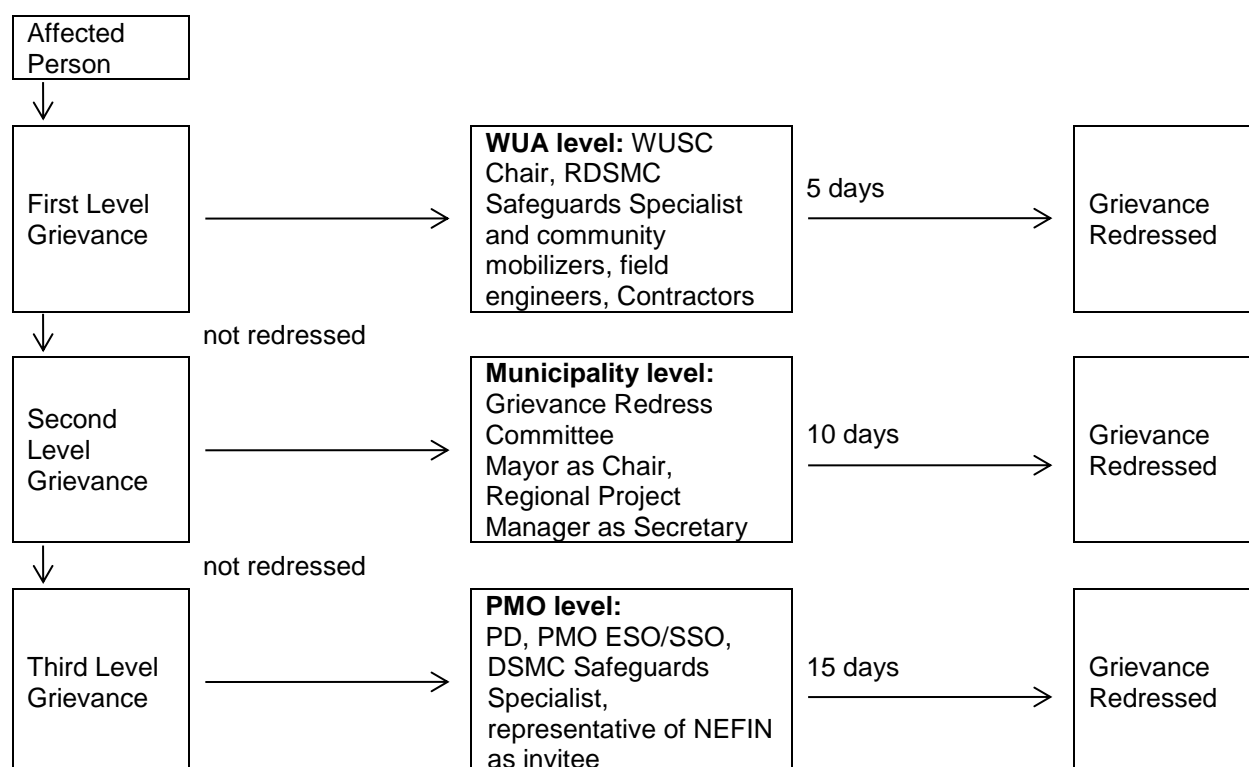 Affected
Person
First Level
Grievance
WUA level: WUSC
Chair, RDSMC
Safeguards Specialist
and community
mobilizers, field
engineers, Contractors
5 days
Grievance
Redressed
not redressed
Second
Level
Grievance
Municipality level:
Grievance Redress
Committee
Mayor as Chair,
Regional Project
Manager as Secretary
10 days
Grievance
Redressed
not redressed
Third Level
Grievance
PMO level:
PD, PMO ESO/SSO,
DSMC Safeguards
Specialist,
representative of NEFIN
as invitee
15 days
Grievance
Redressed